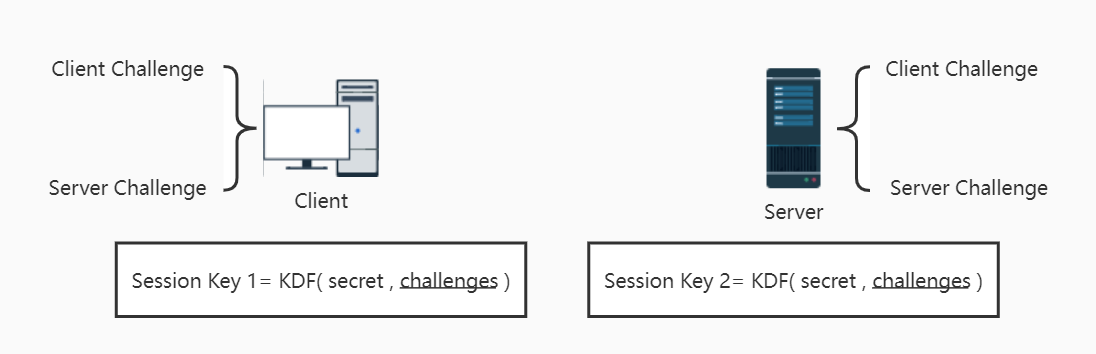 Client Challenge
Client Challenge
Server Challenge
Server Challenge
Client
Server
Session Key 1= KDF( secret , challenges )
Session Key 2= KDF( secret , challenges )